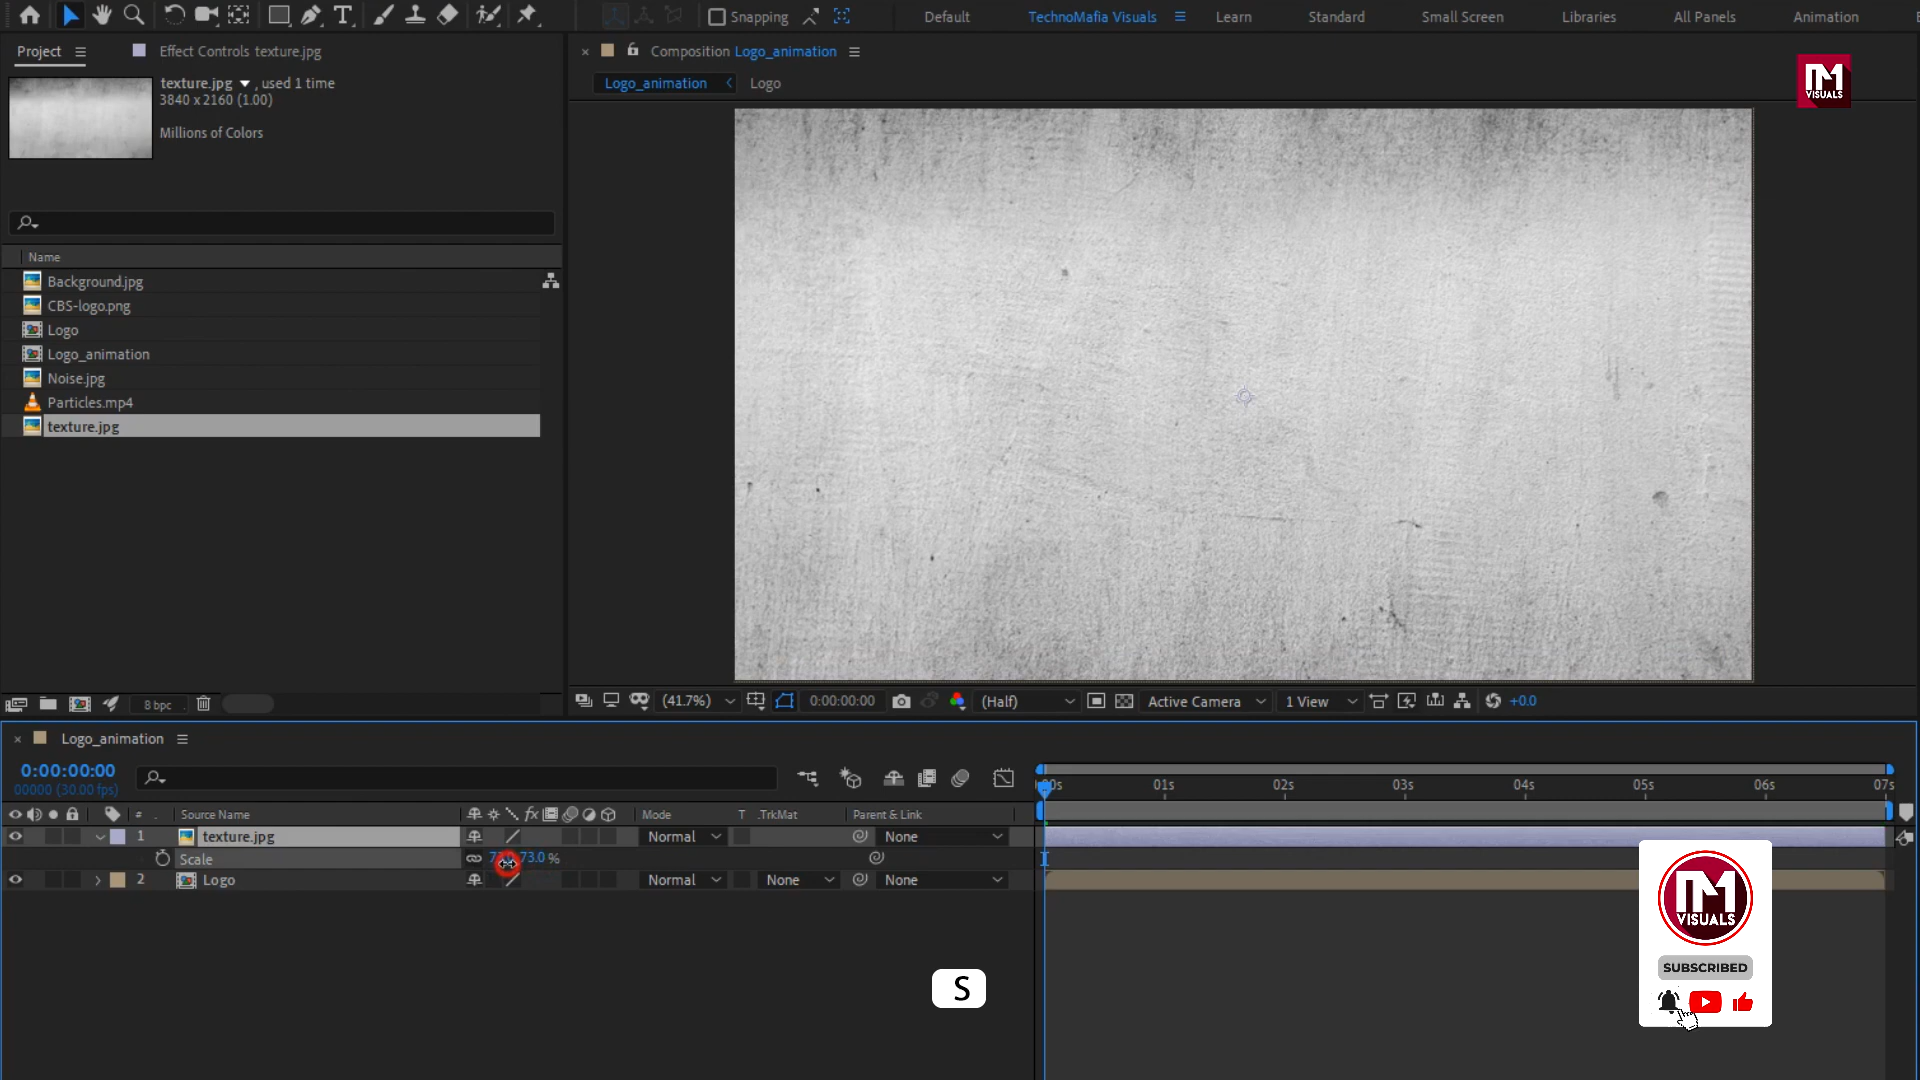 Snapping
Default
TechnoMafia Visuals
Learn
Standard
Small Screen
Libraries
All Panels
Animation
Project
Effect Controls texture.jpg
Composition Logo_animation
texture.jpg , used 1 time
3840 x 2160 (1.00)
Millions of Colors
Logo_animation
Logo
VISUALS
Name
Background.jpg
CBS-logo.png
Logo
Logo_animation
Noise.jpg
Particles.mp4
texture.jpg
8 bpc
(41.7%)
0:00:00:00
(Half)
Active Camera
1 View
+0.0
Logo_animation
0:00:00:00
00000 (30.00 fps)
01s
02s
03s
04s
05s
06s
07s
#
Source Name
fx
Mode
T
.TrkMat
Parent & Link
1
texture.jpg
Normal
None
Scale
73.0 %
2
Logo
Normal
None
None
S
VISUALS
SUBSCRIBED